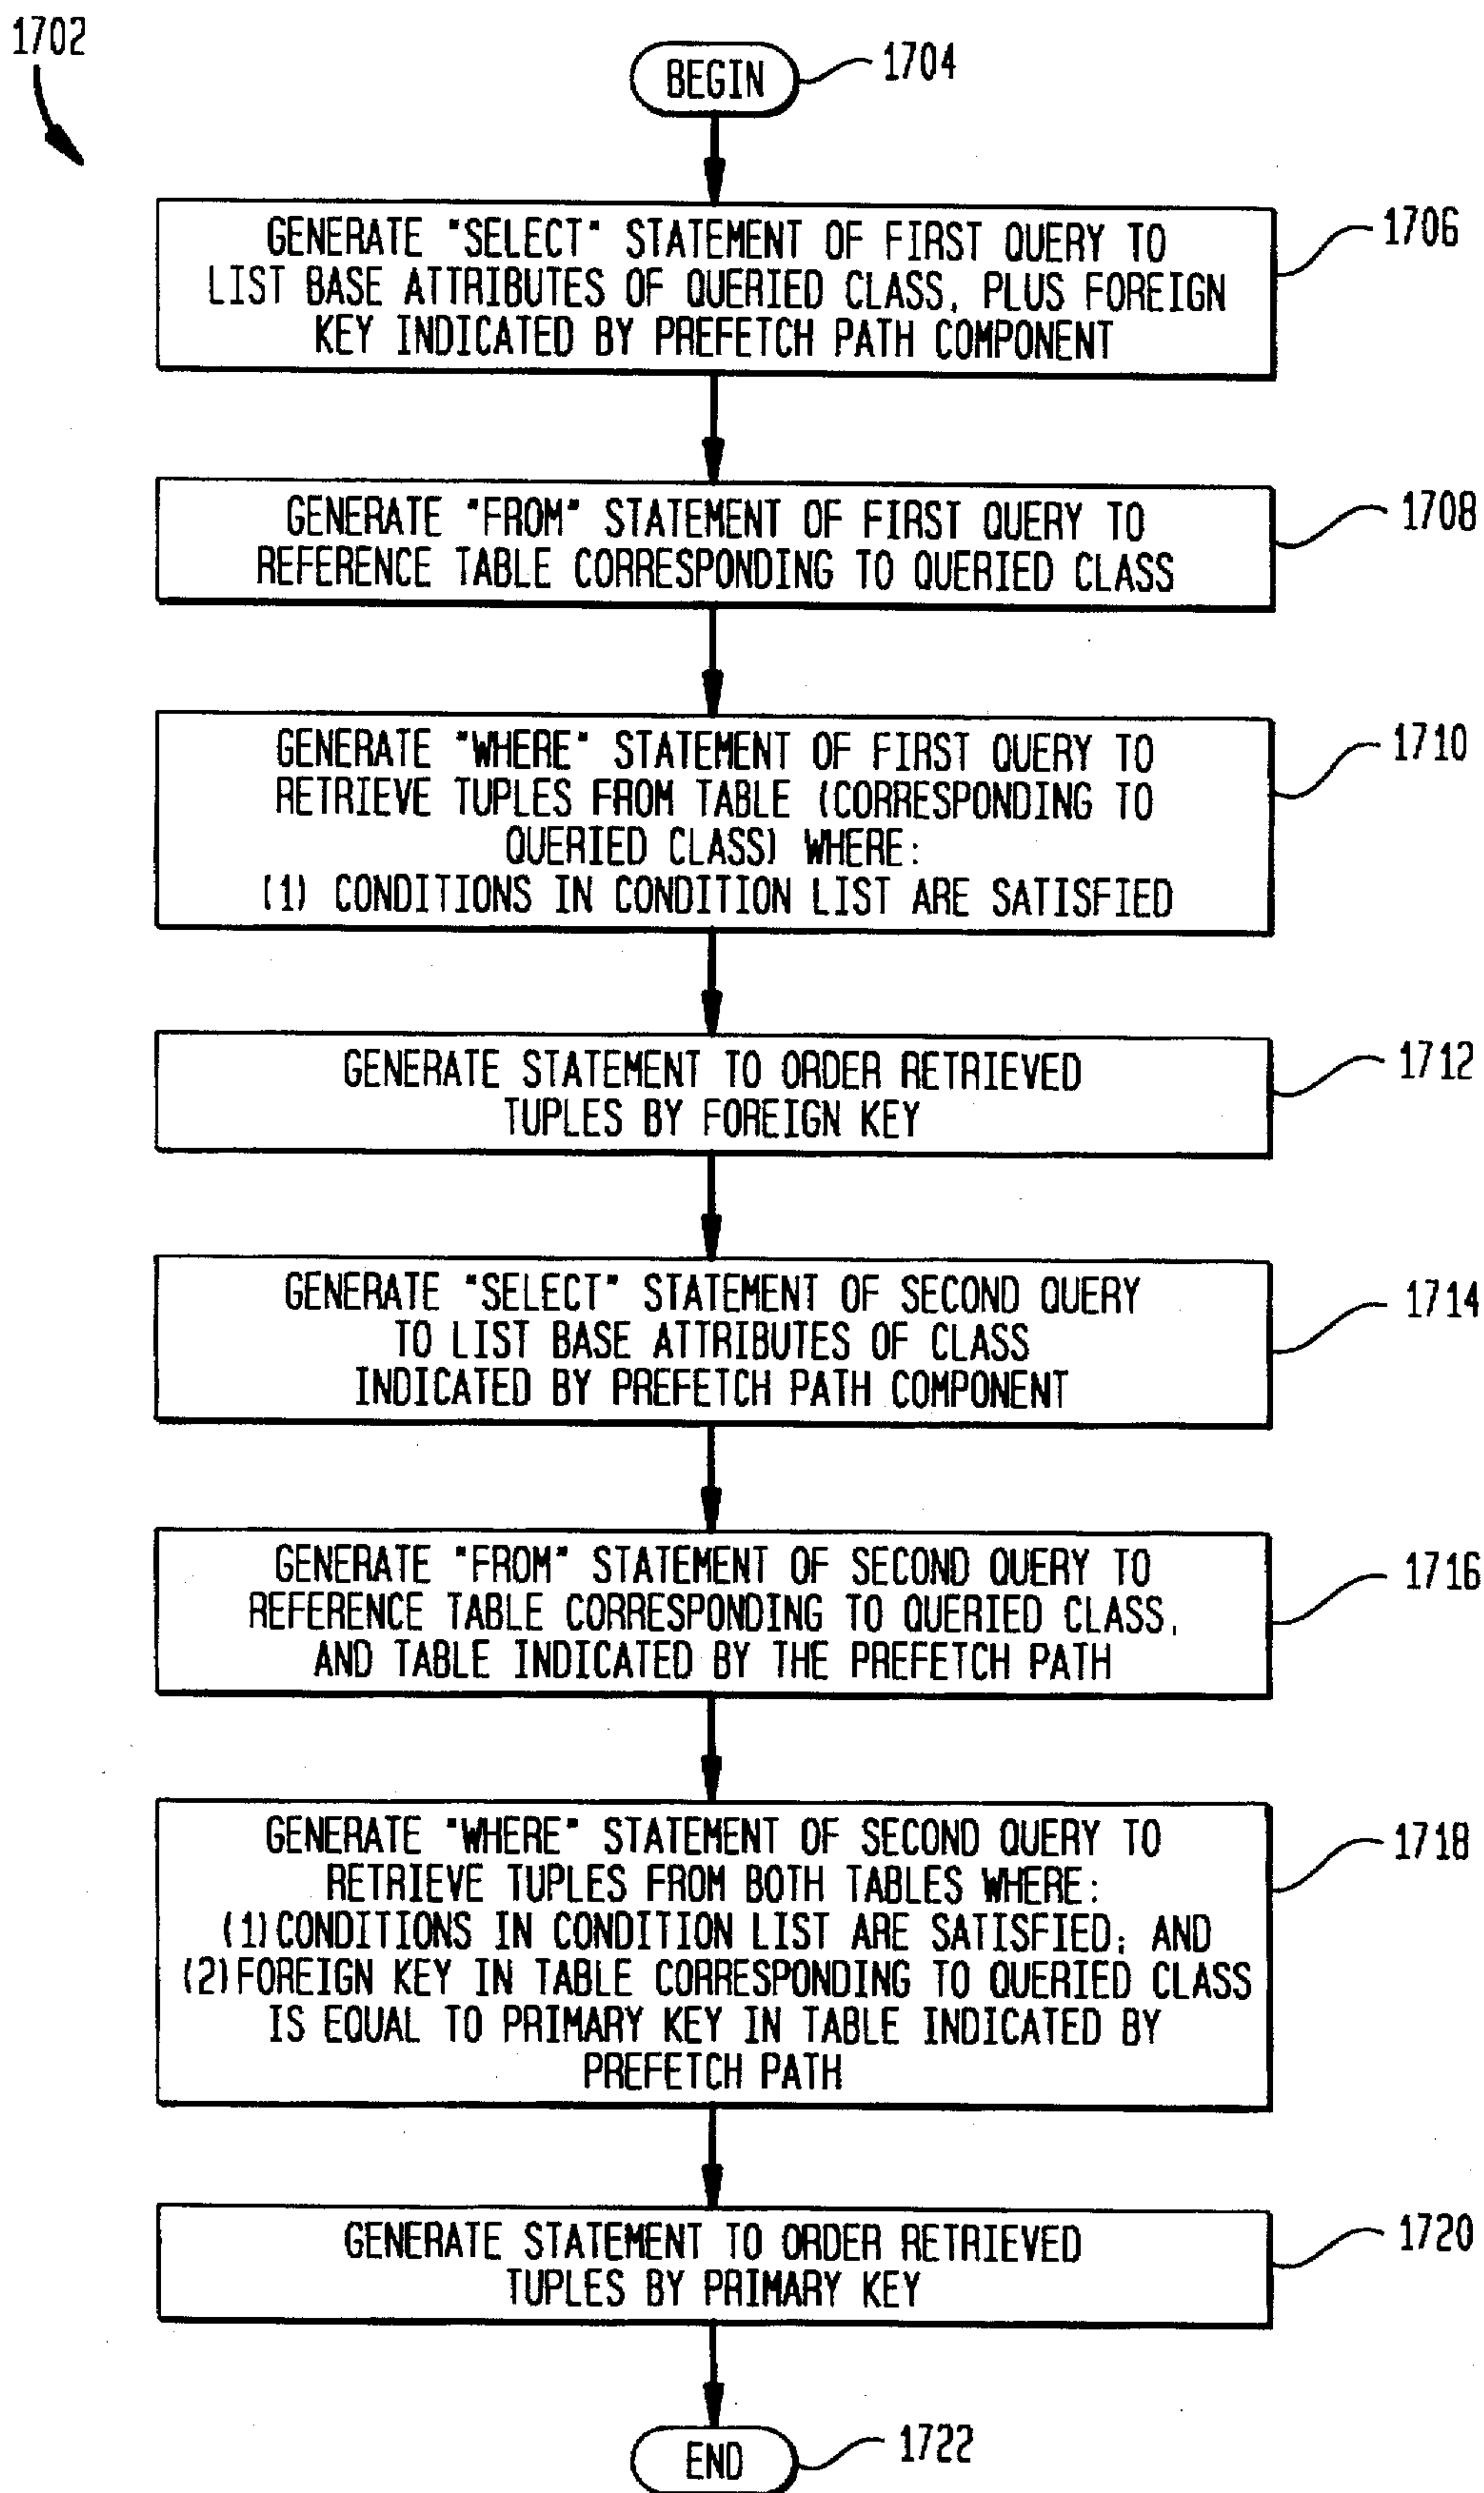 1702
BEGIN
1704
GENERATE "SELECT" STATEMENT OF FIRST QUERY TO
LIST BASE ATTRIBUTES OF QUERIED CLASS, PLUS FOREIGN
KEY INDICATED BY PREFETCH PATH COMPONENT
1706
GENERATE "FROM" STATEMENT OF FIRST QUERY TO
REFERENCE TABLE CORRESPONDING TO QUERIED CLASS
1708
GENERATE "WHERE" STATEMENT OF FIRST QUERY TO
RETRIEVE TUPLES FROM TABLE (CORRESPONDING TO
QUERIED CLASS) WHERE:
(1) CONDITIONS IN CONDITION LIST ARE SATISFIED
1710
GENERATE STATEMENT TO ORDER RETRIEVED
TUPLES BY FOREIGN KEY
1712
GENERATE "SELECT" STATEMENT OF SECOND QUERY
TO LIST BASE ATTRIBUTES OF CLASS
INDICATED BY PREFETCH PATH COMPONENT
1714
GENERATE "FROM" STATEMENT OF SECOND QUERY TO
REFERENCE TABLE CORRESPONDING TO QUERIED CLASS,
AND TABLE INDICATED BY THE PREFETCH PATH
1716
GENERATE "WHERE" STATEMENT OF SECOND QUERY TO
RETRIEVE TUPLES FROM BOTH TABLES WHERE:
(1) CONDITIONS IN CONDITION LIST ARE SATISFIED; AND
(2) FOREIGN KEY IN TABLE CORRESPONDING TO QUERIED CLASS
IS EQUAL TO PRIMARY KEY IN TABLE INDICATED BY
PREFETCH PATH
1718
GENERATE STATEMENT TO ORDER RETRIEVED
TUPLES BY PRIMARY KEY
1720
END
1722